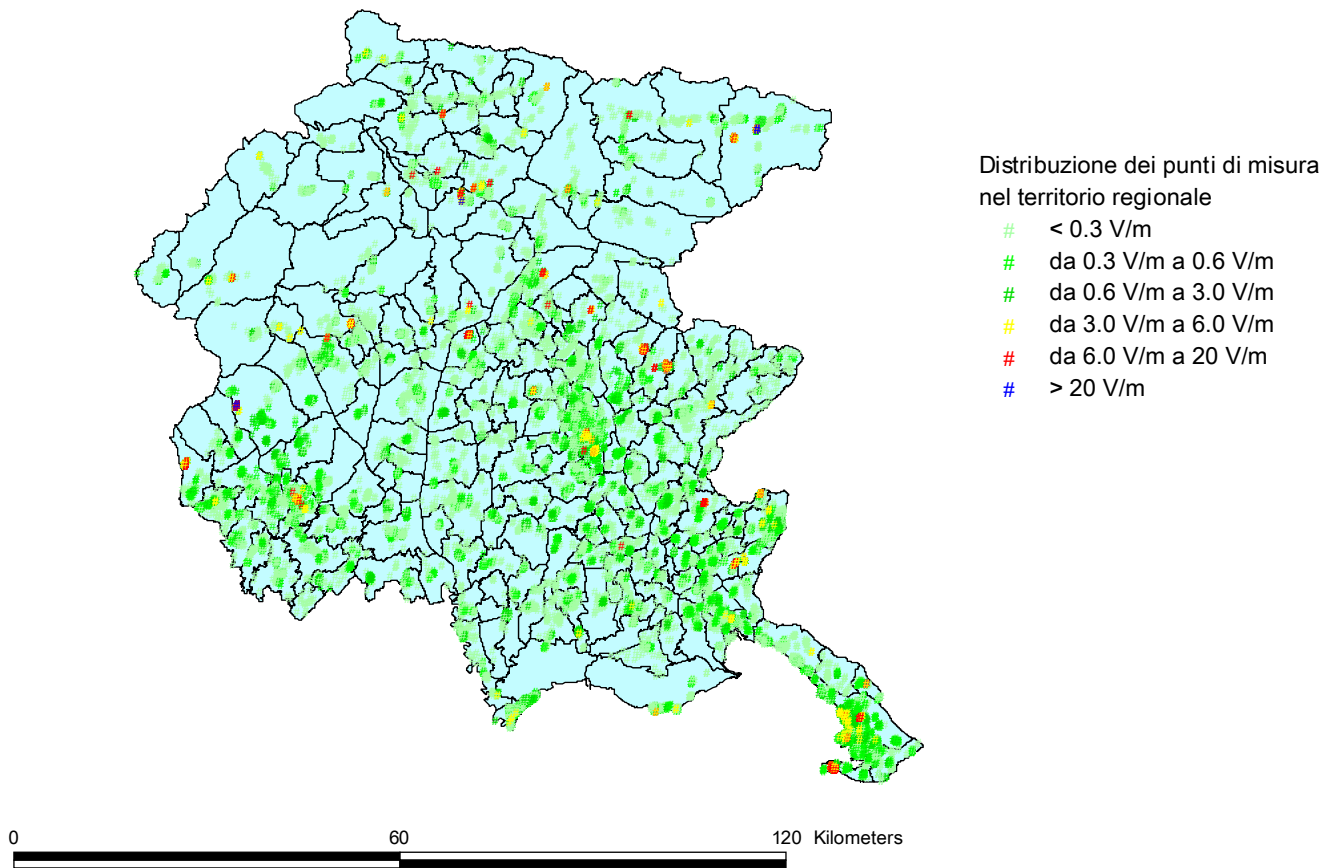 Distribuzione dei punti di misura
nel territorio regionale
# < 0.3 V/m
# da 0.3 V/m a 0.6 V/m
# da 0.6 V/m a 3.0 V/m
# da 3.0 V/m a 6.0 V/m
# da 6.0 V/m a 20 V/m
# > 20 V/m
0 60 120 Kilometers